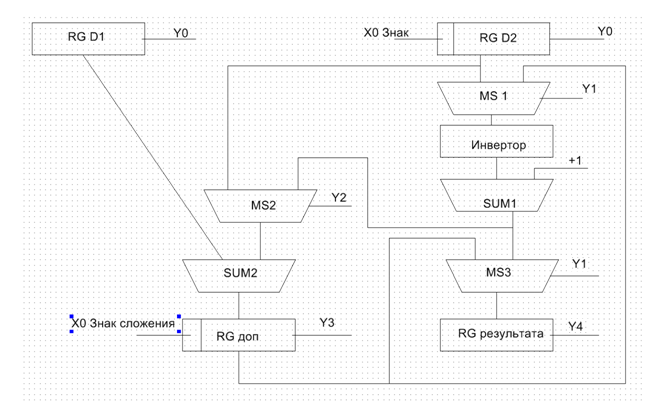 RG D1
Y0
X0 Знак
RG D2
Y0
MS 1
Y1
Инвертор
+1
SUM1
MS2
Y2
SUM2
MS3
Y1
X0 Знак сложения
RG доп
Y3
RG результата
Y4